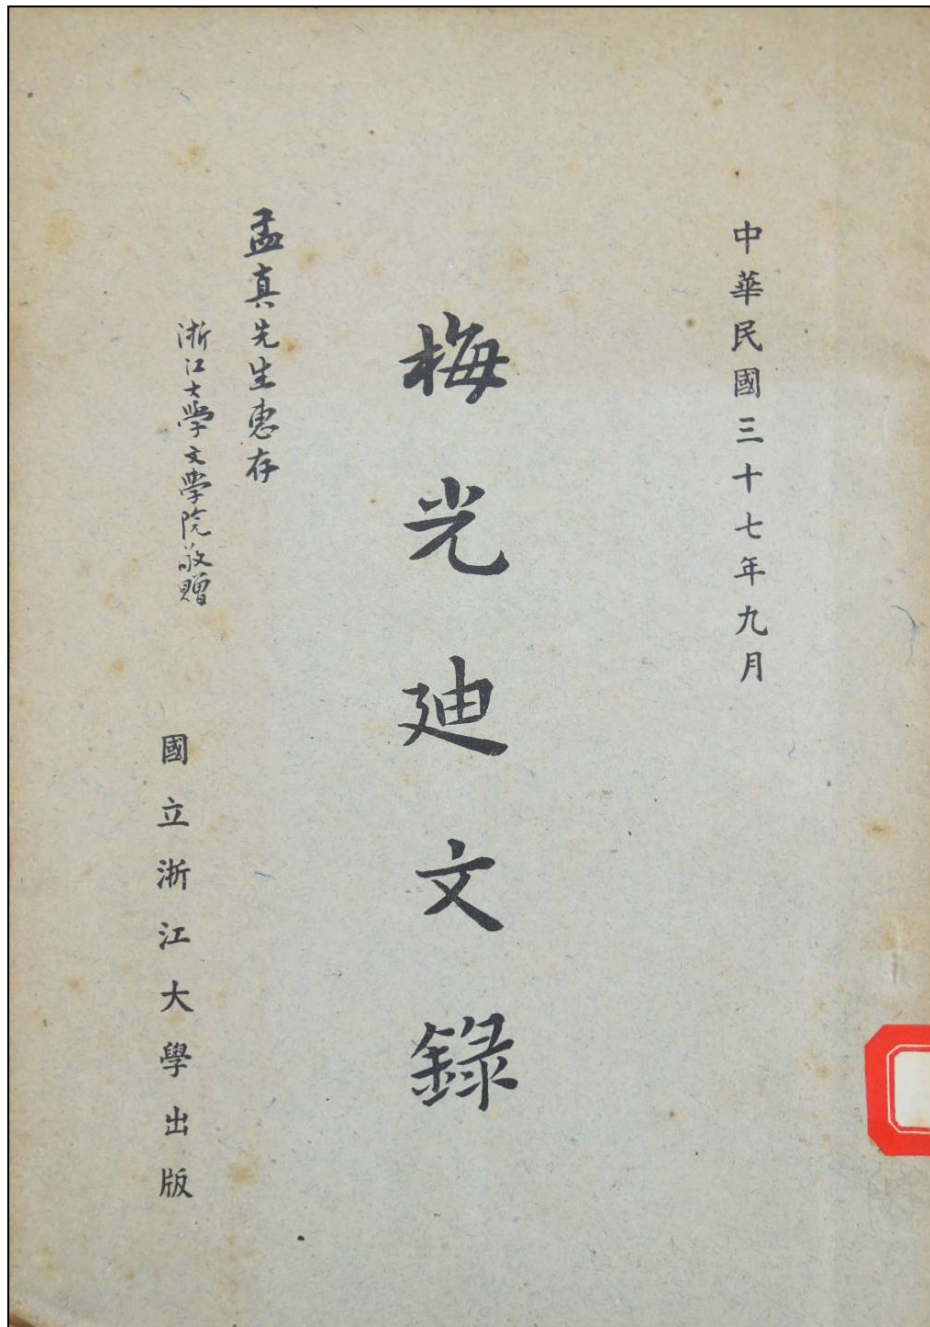 中華民國三十七年九月
梅光迪文錄
孟真先生惠存
浙江大學文學院敬贈
國立浙江大學出版